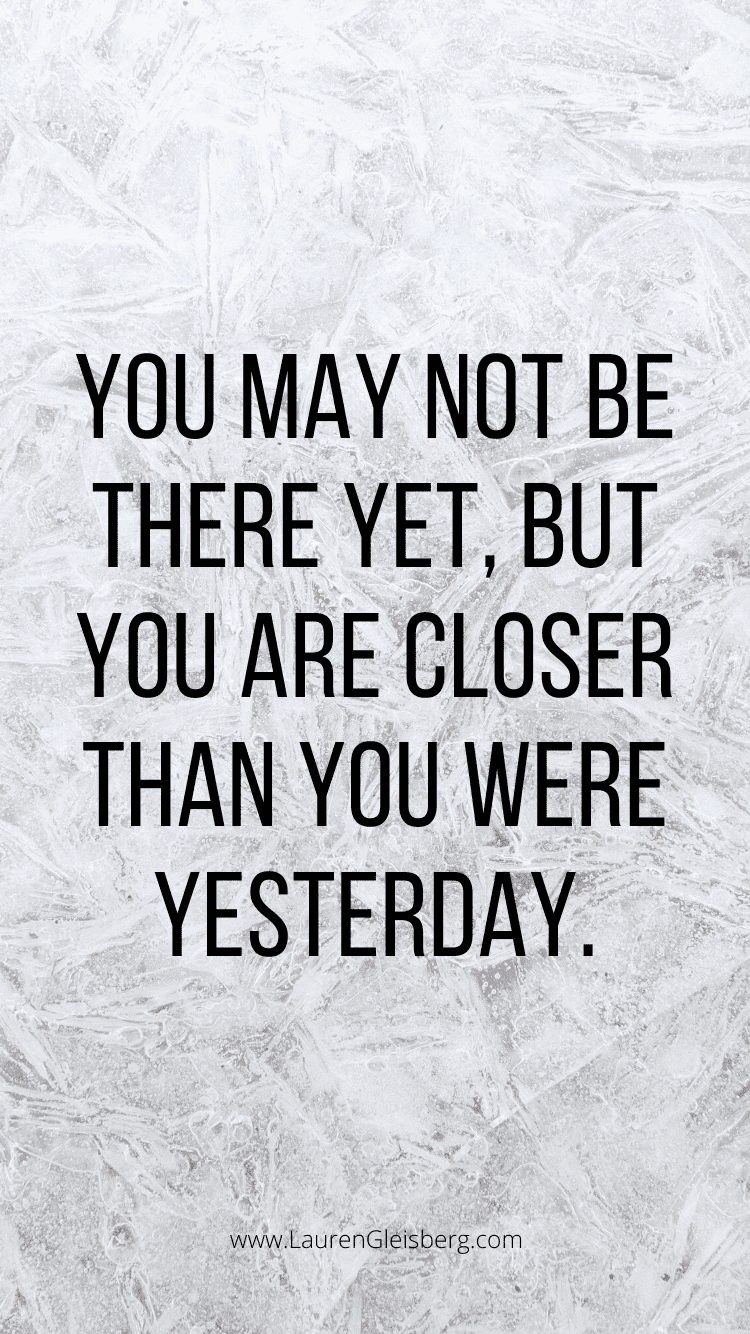 YOU MAY NOT BE
THERE YET, BUT
YOU ARE CLOSER
THAN YOU WERE
YESTERDAY.
www.LaurenGleisberg.com